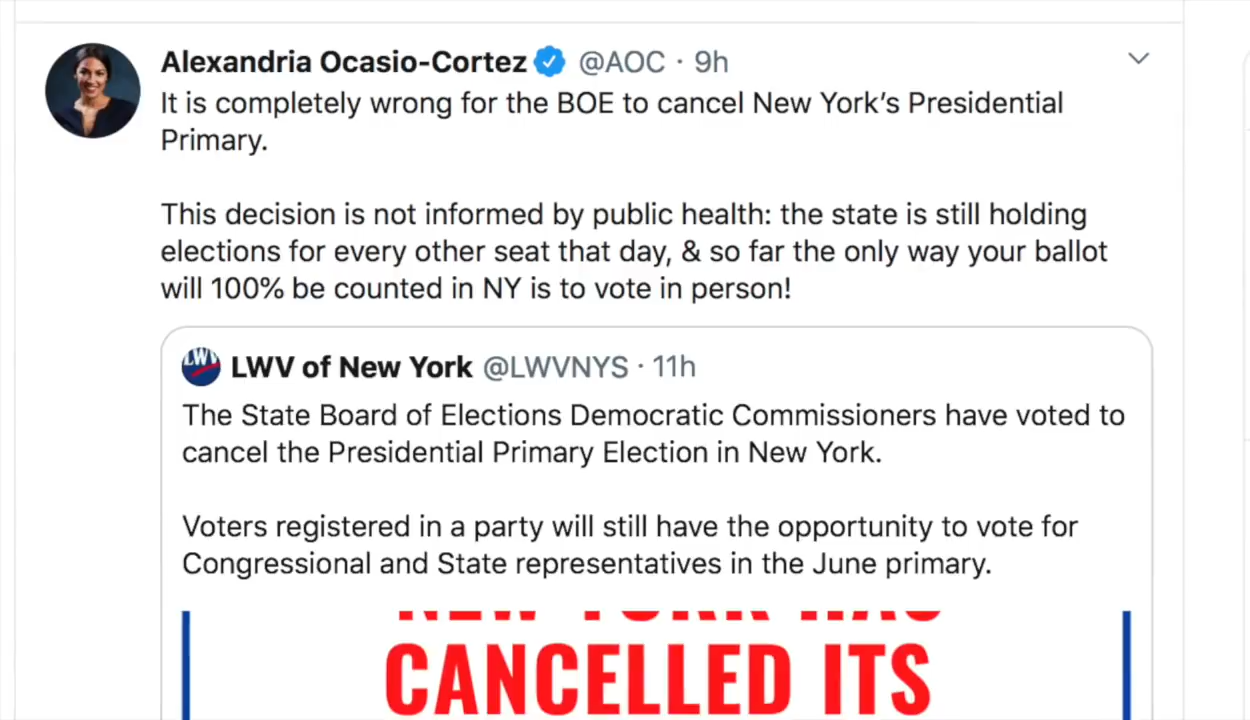 Alexandria Ocasio-Cortez @AOC · 9h
It is completely wrong for the BOE to cancel New York's Presidential
Primary.
This decision is not informed by public health: the state is still holding
elections for every other seat that day, & so far the only way your ballot
will 100% be counted in NY is to vote in person!
LWV
LWV of New York @LWVNYS · 11h
The State Board of Elections Democratic Commissioners have voted to
cancel the Presidential Primary Election in New York.
Voters registered in a party will still have the opportunity to vote for
Congressional and State representatives in the June primary.
CANCELLED ITS